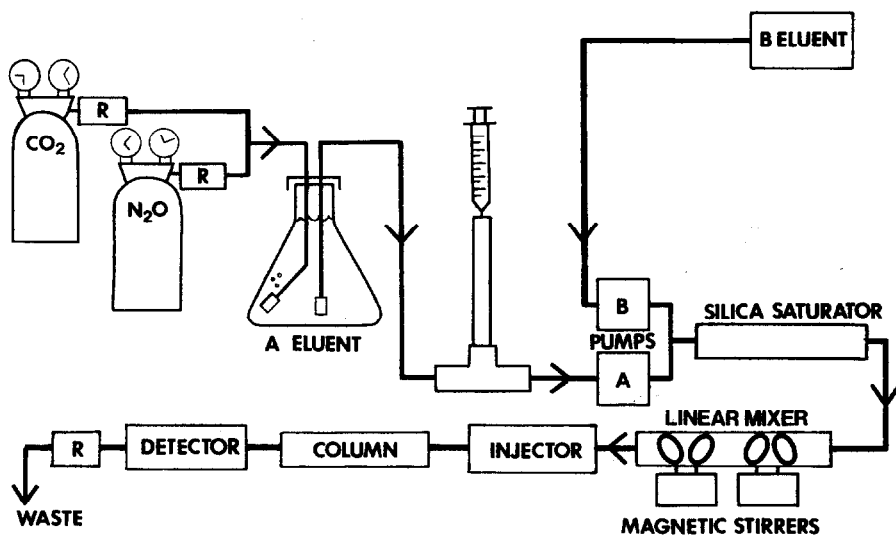 B ELUENT
R
CO2
R
N2O
A ELUENT
B
PUMPS
A
SILICA SATURATOR
LINEAR MIXER
R
DETECTOR
COLUMN
INJECTOR
WASTE
MAGNETIC STIRRERS